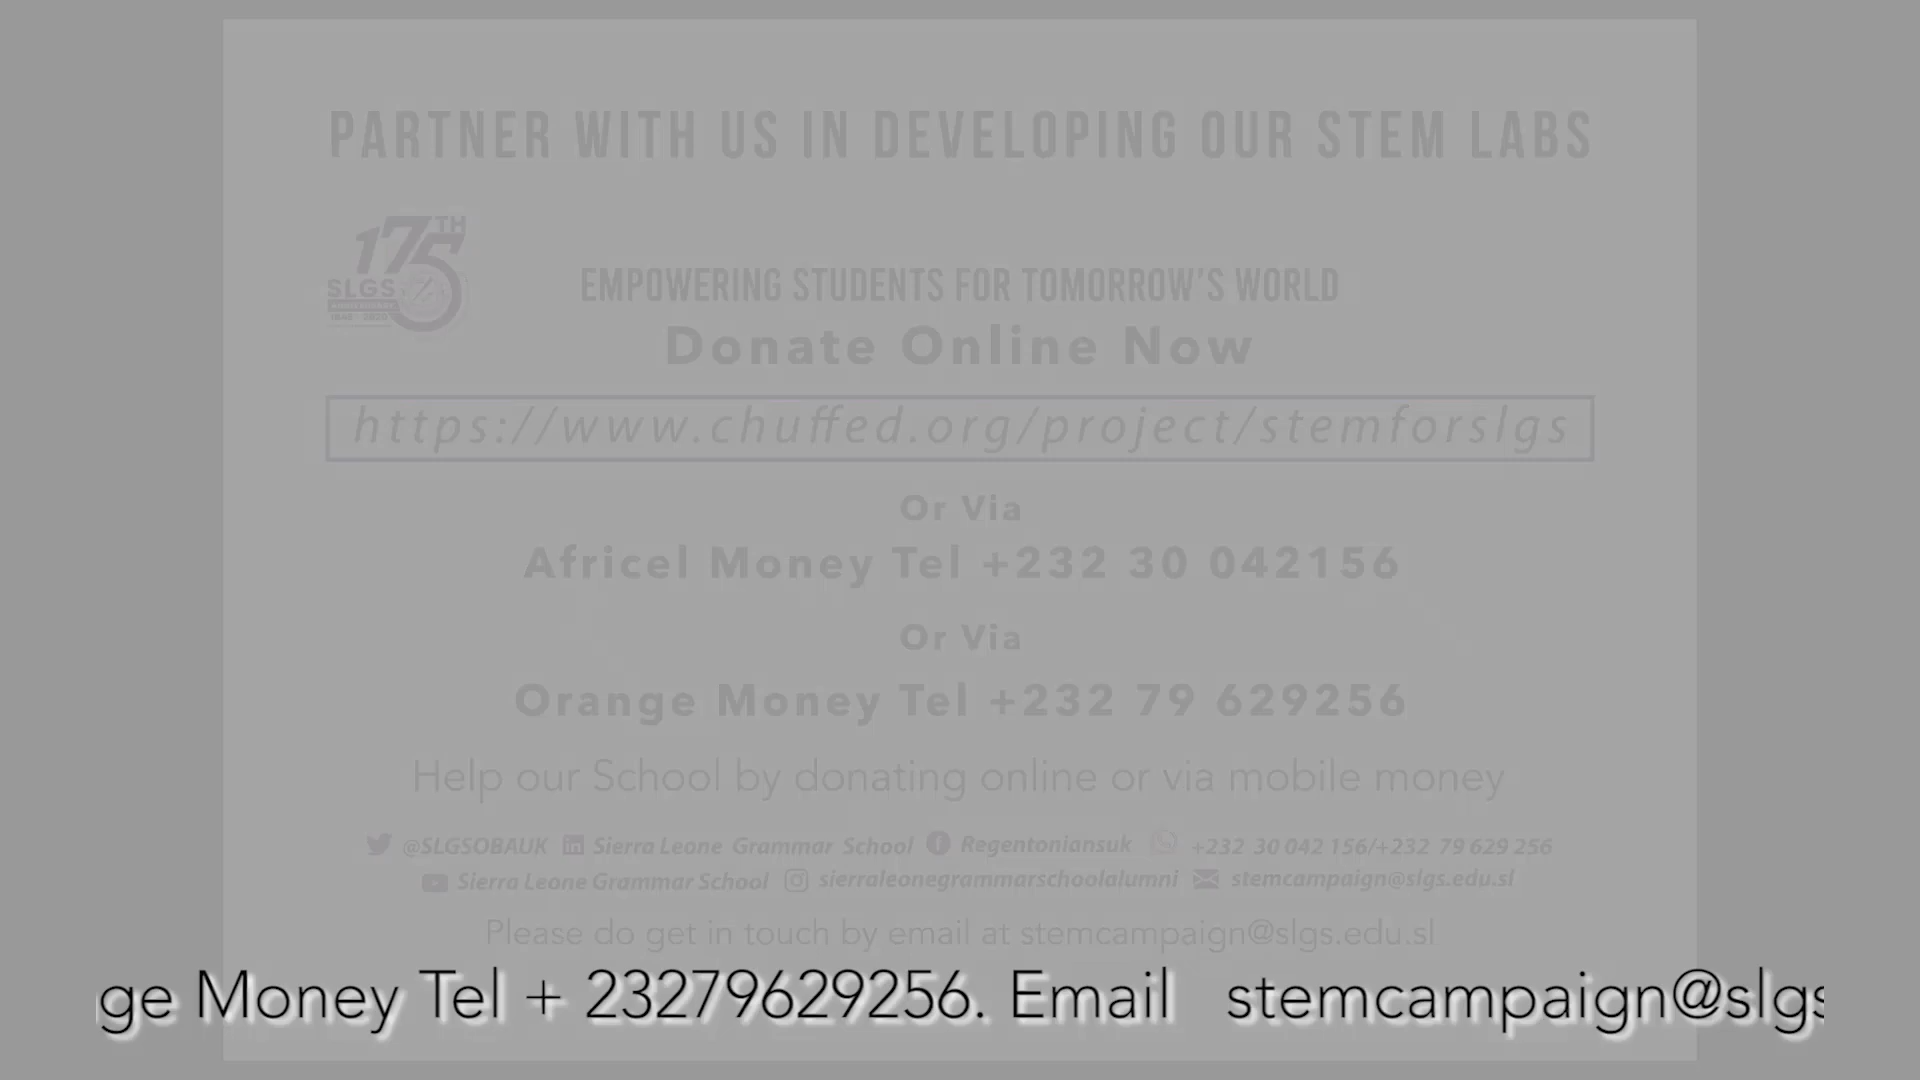 PARTNER WITH US IN DEVELOPING OUR STEM LABS
175TH
SLGS
1845 2020
EMPOWERING STUDENTS FOR TOMORROW'S WORLD
Donate Online Now
https://www.chuffed.org/project/stemforslgs
Or Via
Africel Money Tel +232 30 042156
Or Via
Orange Money Tel +232 79 629256
Help our School by donating online or via mobile money
@SLGSOBAUK Sierra Leone Grammar School Regentoniansuk +232 30 042 156/+232 79 629 256
Sierra Leone Grammar School sierraleonegrammarschoolalumni stemcampaign@slgs.edu.sl
Please do get in touch by email at stemcampaign@slgs.edu.sl
ge Money Tel + 23279629256. Email stemcampaign@slgs